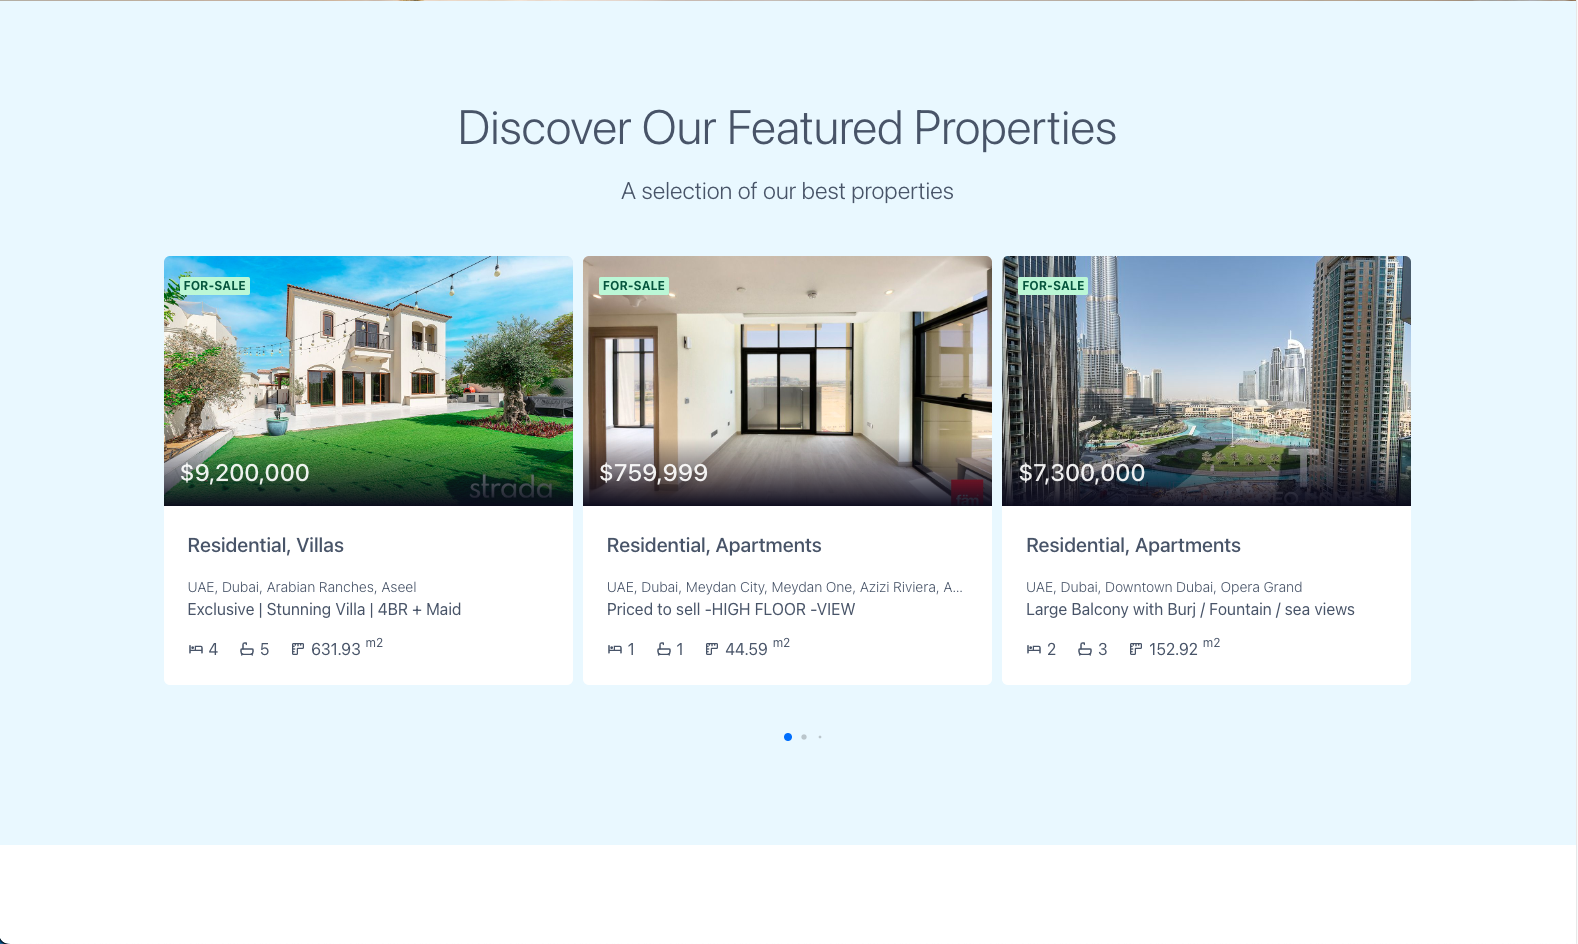 Discover Our Featured Properties
A selection of our best properties
FOR-SALE
$9,200,000
strada
Residential, Villas
UAE, Dubai, Arabian Ranches, Aseel
Exclusive | Stunning Villa | 4BR + Maid
4 5 631.93 m2
FOR-SALE
$759,999
fäm
Residential, Apartments
UAE, Dubai, Meydan City, Meydan One, Azizi Riviera, A...
Priced to sell -HIGH FLOOR -VIEW
1 1 44.59 m2
FOR-SALE
$7,300,000
Residential, Apartments
UAE, Dubai, Downtown Dubai, Opera Grand
Large Balcony with Burj / Fountain / sea views
2 3 152.92 m2